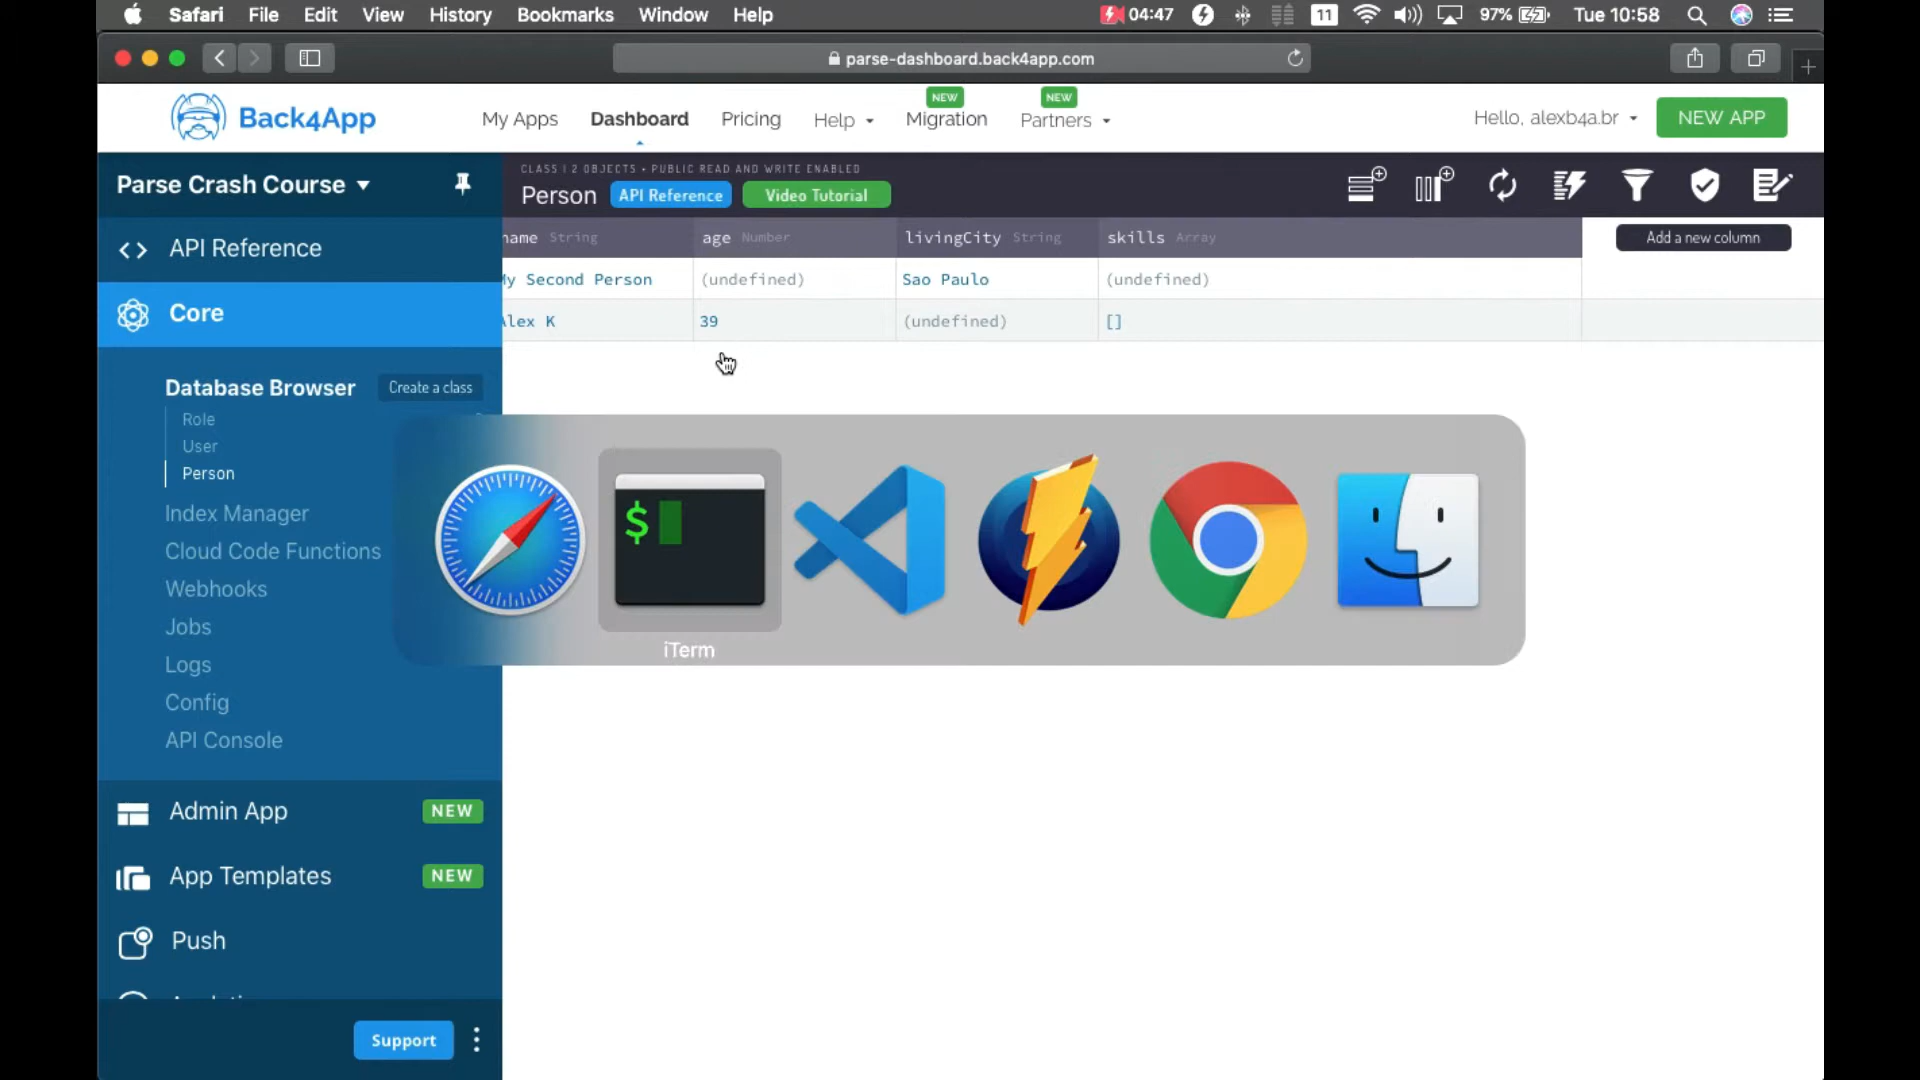 Safari File Edit View History Bookmarks Window Help 04:47 11 97% Tue 10:58
parse-dashboard.back4app.com
Back4App My Apps Dashboard Pricing Help NEW Migration NEW Partners Hello, alexb4a.br NEW APP
Parse Crash Course
CLASS | 2 OBJECTS • PUBLIC READ AND WRITE ENABLED
Person API Reference Video Tutorial
name String age Number livingCity String skills Array Add a new column
My Second Person (undefined) Sao Paulo (undefined)
Alex K 39 (undefined) []
API Reference
Core
Database Browser Create a class
Role
User
Person
Index Manager
Cloud Code Functions
Webhooks
Jobs
Logs
Config
API Console
$
iTerm
Admin App NEW
App Templates NEW
Push
Support